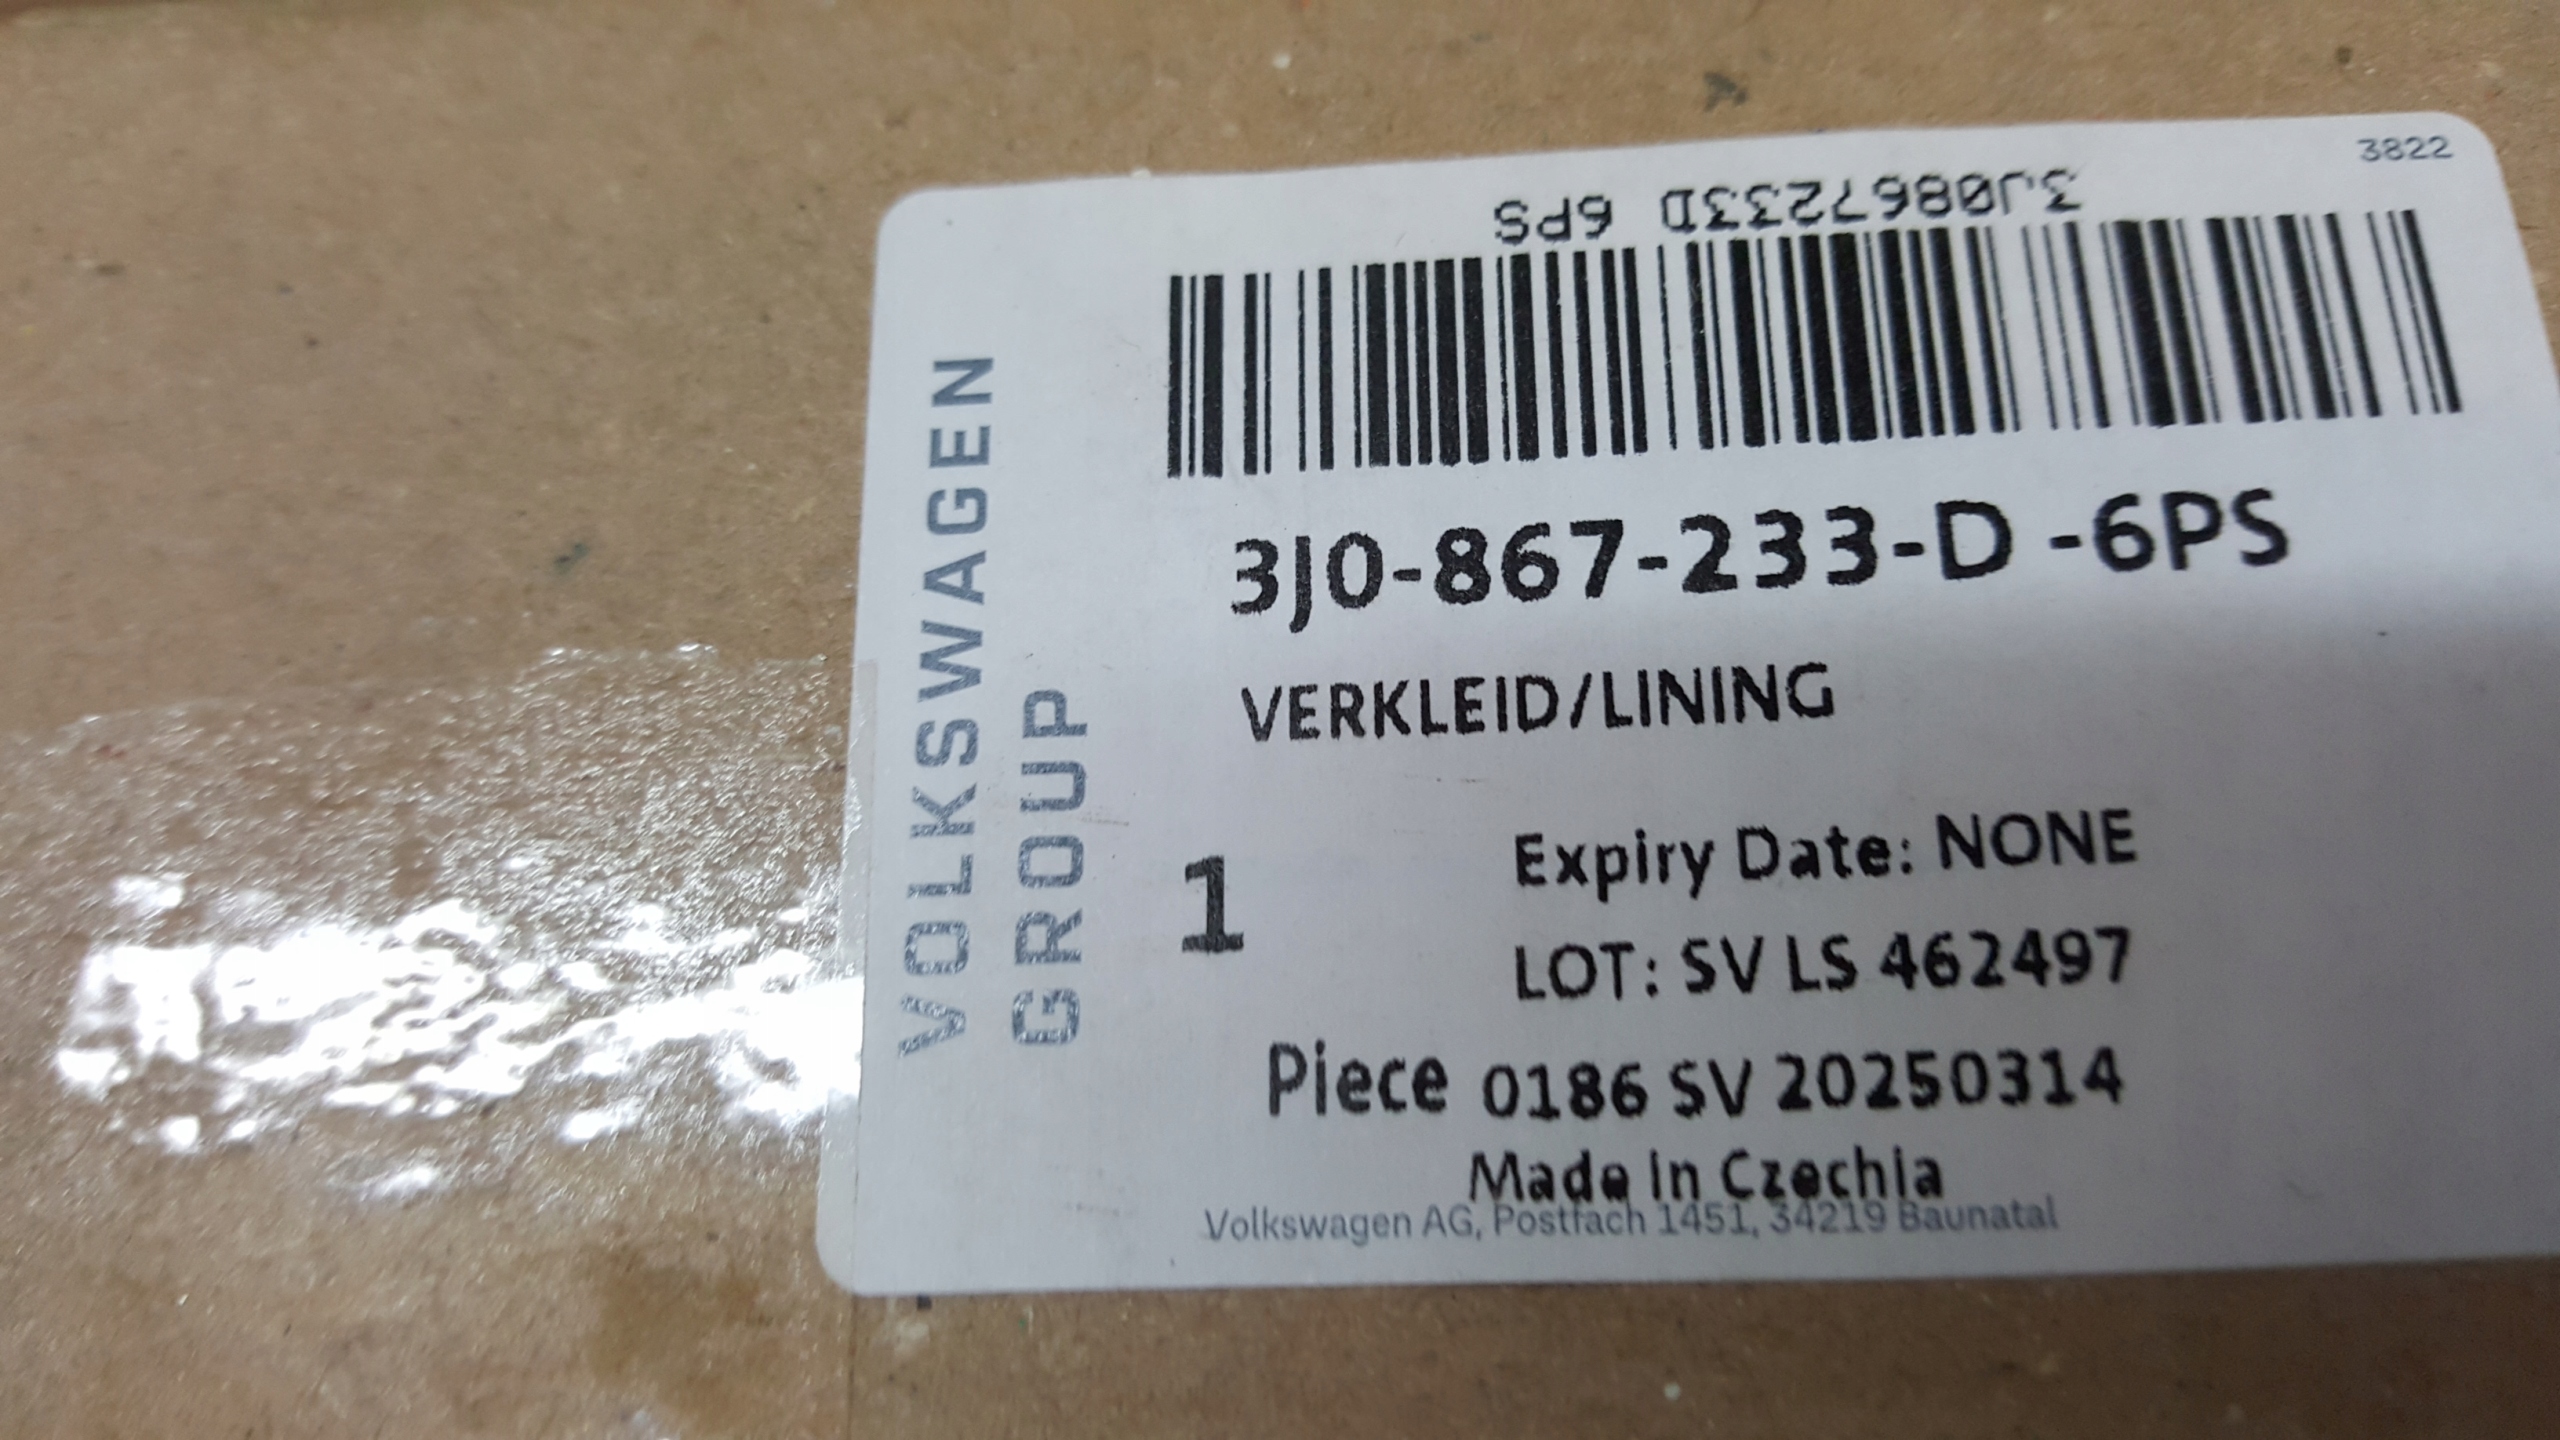 3822
3J0867233D 6PS
3J0-867-233-D -6PS
VERKLEID/LINING
VOLKSWAGEN
GROUP
1
Expiry Date: NONE
LOT: SV LS 462497
Piece 0186 SV 20250314
Made in Czechia
Volkswagen AG, Postfach 1451, 34219 Baunatal